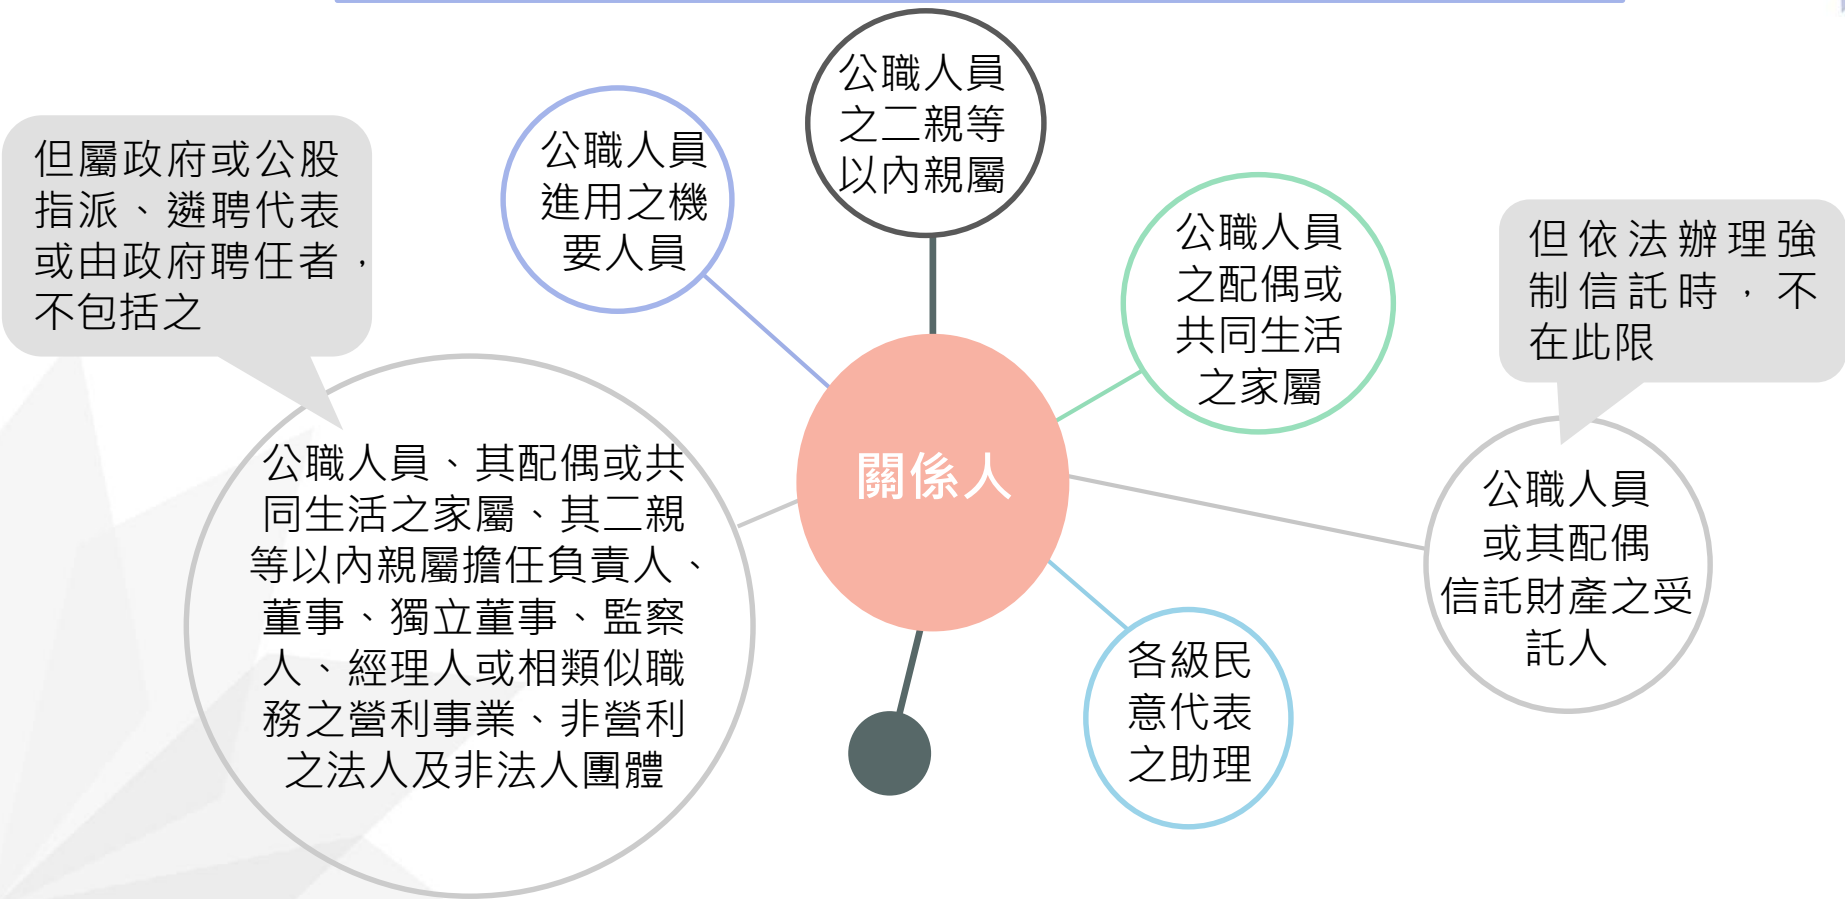 公職人員
之二親等
以內親屬
公職人員
進用之機
要人員
但屬政府或公股
指派、遴聘代表
或由政府聘任者，
不包括之
公職人員
之配偶或
共同生活
之家屬
但依法辦理強
制信託時，不
在此限
關係人
公職人員、其配偶或共
同生活之家屬、其二親
等以內親屬擔任負責人、
董事、獨立董事、監察
人、經理人或相類似職
務之營利事業、非營利
之法人及非法人團體
公職人員
或其配偶
信託財產之受
託人
各級民
意代表
之助理